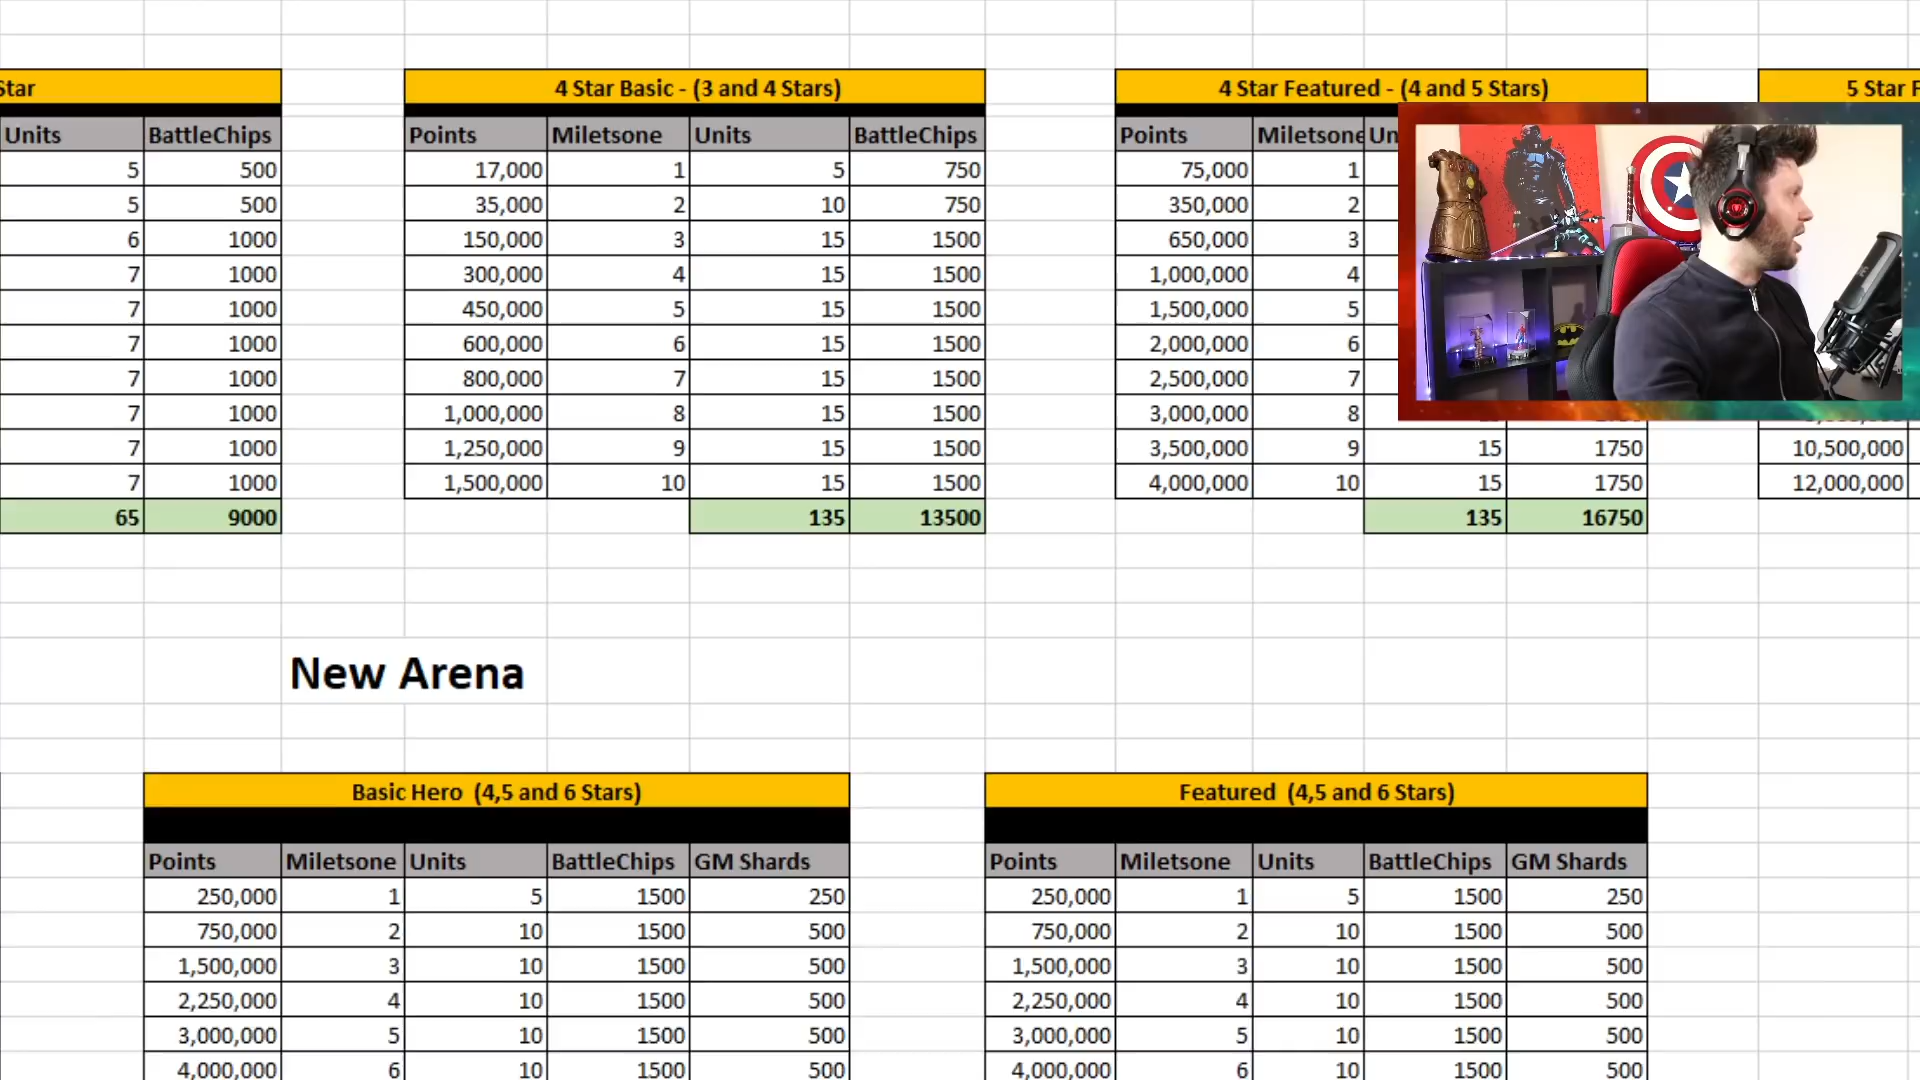 Star 4 Star Basic - (3 and 4 Stars) 4 Star Featured - (4 and 5 Stars) 5 Star
Units BattleChips Points Miletsone Units BattleChips Points Miletsone Un
5 500 17,000 1 5 750 75,000 1
5 500 35,000 2 10 750 350,000 2
6 1000 150,000 3 15 1500 650,000 3
7 1000 300,000 4 15 1500 1,000,000 4
7 1000 450,000 5 15 1500 1,500,000 5
7 1000 600,000 6 15 1500 2,000,000 6
7 1000 800,000 7 15 1500 2,500,000 7
7 1000 1,000,000 8 15 1500 3,000,000 8
7 1000 1,250,000 9 15 1500 3,500,000 9 15 1750 10,500,000
7 1000 1,500,000 10 15 1500 4,000,000 10 15 1750 12,000,000
65 9000 135 13500 135 16750
New Arena
Basic Hero (4,5 and 6 Stars) Featured (4,5 and 6 Stars)
Points Miletsone Units BattleChips GM Shards Points Miletsone Units BattleChips GM Shards
250,000 1 5 1500 250 250,000 1 5 1500 250
750,000 2 10 1500 500 750,000 2 10 1500 500
1,500,000 3 10 1500 500 1,500,000 3 10 1500 500
2,250,000 4 10 1500 500 2,250,000 4 10 1500 500
3,000,000 5 10 1500 500 3,000,000 5 10 1500 500
4,000,000 6 10 1500 500 4,000,000 6 10 1500 500